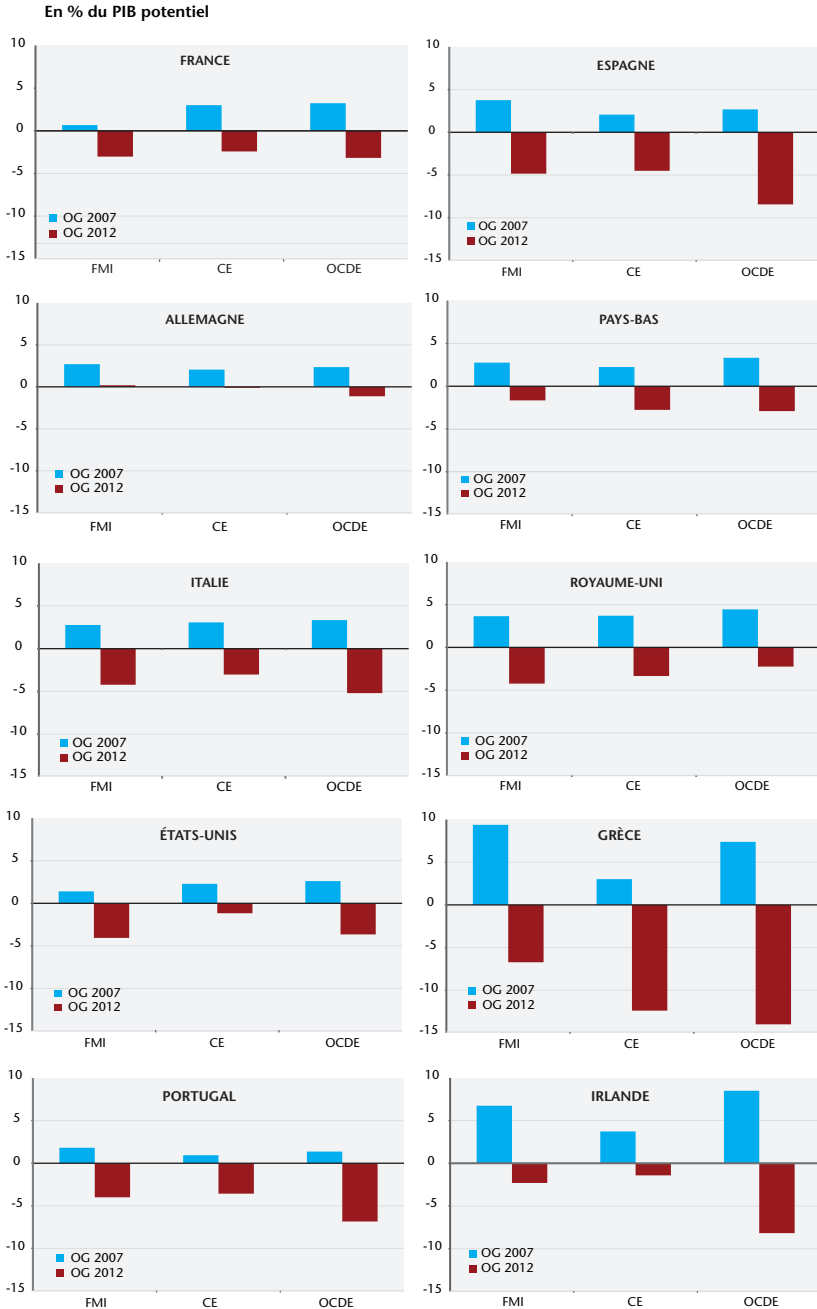 En % du PIB potentiel
FRANCE
10
5
0
-5
-10
-15
OG 2007
OG 2012
FMI CE OCDE
ESPAGNE
10
5
0
-5
-10
-15
OG 2007
OG 2012
FMI CE OCDE
ALLEMAGNE
10
5
0
-5
-10
-15
OG 2007
OG 2012
FMI CE OCDE
PAYS-BAS
10
5
0
-5
-10
-15
OG 2007
OG 2012
FMI CE OCDE
ITALIE
10
5
0
-5
-10
-15
OG 2007
OG 2012
FMI CE OCDE
ROYAUME-UNI
10
5
0
-5
-10
-15
OG 2007
OG 2012
FMI CE OCDE
ÉTATS-UNIS
10
5
0
-5
-10
-15
OG 2007
OG 2012
FMI CE OCDE
GRÈCE
10
5
0
-5
-10
-15
OG 2007
OG 2012
FMI CE OCDE
PORTUGAL
10
5
0
-5
-10
-15
OG 2007
OG 2012
FMI CE OCDE
IRLANDE
10
5
0
-5
-10
-15
OG 2007
OG 2012
FMI CE OCDE